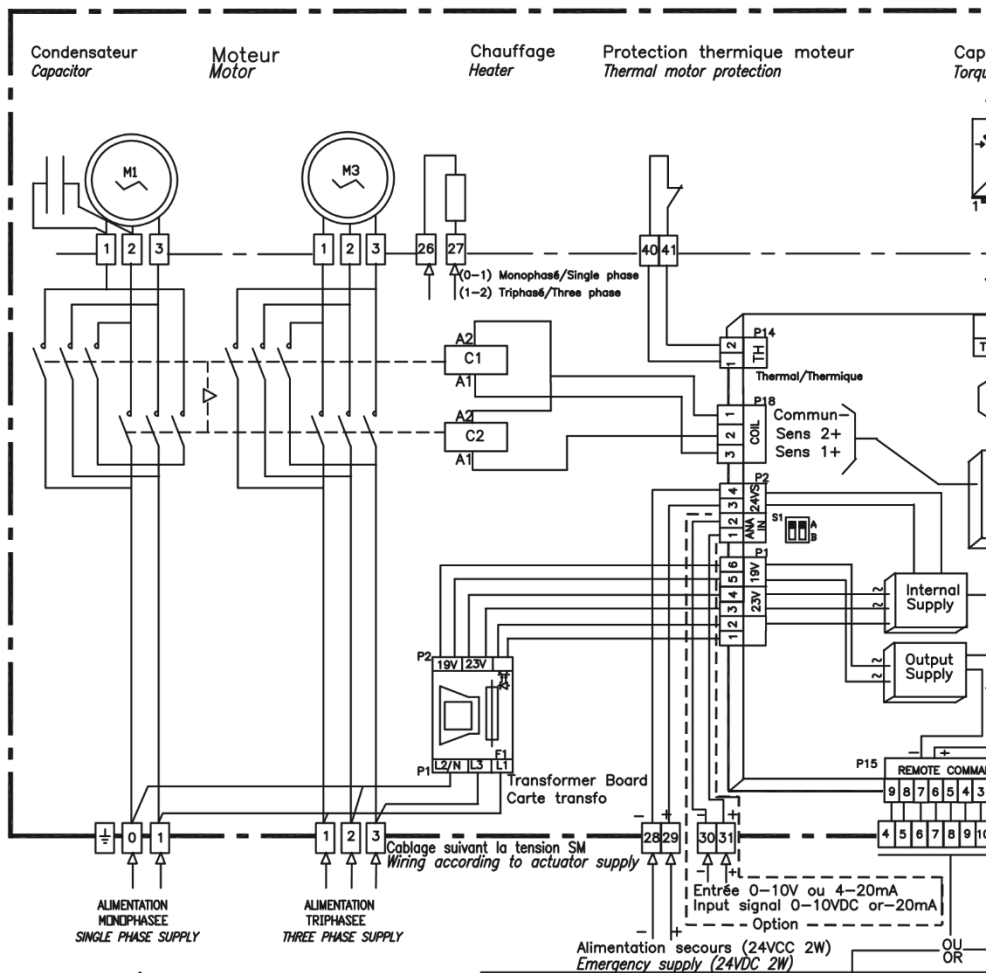 Condensateur
Capacitor
Moteur
Motor
Chauffage
Heater
Protection thermique moteur
Thermal motor protection
M1
M3
1
1 2 3
1 2 3
26 27
40 41
(0-1) Monophasé/Single phase
(1-2) Triphasé/Three phase
A2
C1
A1
A2
C2
A1
P14
2
1
TH
Thermal/Thermique
P18
1
2
3
COIL
Commun-
Sens 2+
Sens 1+
P2
4
3
2
1
24VS
ANA
IN
S1
A
B
P1
6
5
4
3
2
1
19V
23V
~
~
Internal
Supply
~
~
Output
Supply
P2
19V 23V
F1
P1
L2/N L3 L1
Transformer Board
Carte transfo
- +
P15
9 8 7 6 5 4 3
4 5 6 7 8 9 10
0 1
1 2 3
Cablage suivant la tension SM
Wiring according to actuator supply
- +
28 29
- +
30 31
- +
ALIMENTATION
MONOPHASEE
SINGLE PHASE SUPPLY
ALIMENTATION
TRIPHASEE
THREE PHASE SUPPLY
Entrée 0-10V ou 4-20mA
Input signal 0-10VDC or-20mA
Option
- +
Alimentation secours (24VCC 2W)
Emergency supply (24VDC 2W)
OU
OR